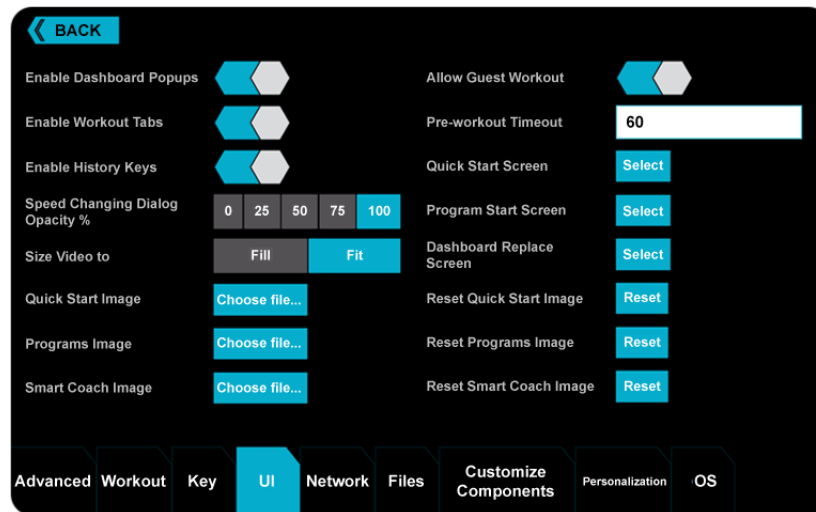 BACK
Enable Dashboard Popups
Allow Guest Workout
Enable Workout Tabs
Pre-workout Timeout
60
Enable History Keys
Quick Start Screen
Select
Speed Changing Dialog
Opacity %
0 25 50 75 100
Program Start Screen
Select
Size Video to
Fill Fit
Dashboard Replace
Screen
Select
Quick Start Image
Choose file...
Reset Quick Start Image
Reset
Programs Image
Choose file...
Reset Programs Image
Reset
Smart Coach Image
Choose file...
Reset Smart Coach Image
Reset
Advanced Workout Key UI Network Files
Customize
Components
Personalization OS